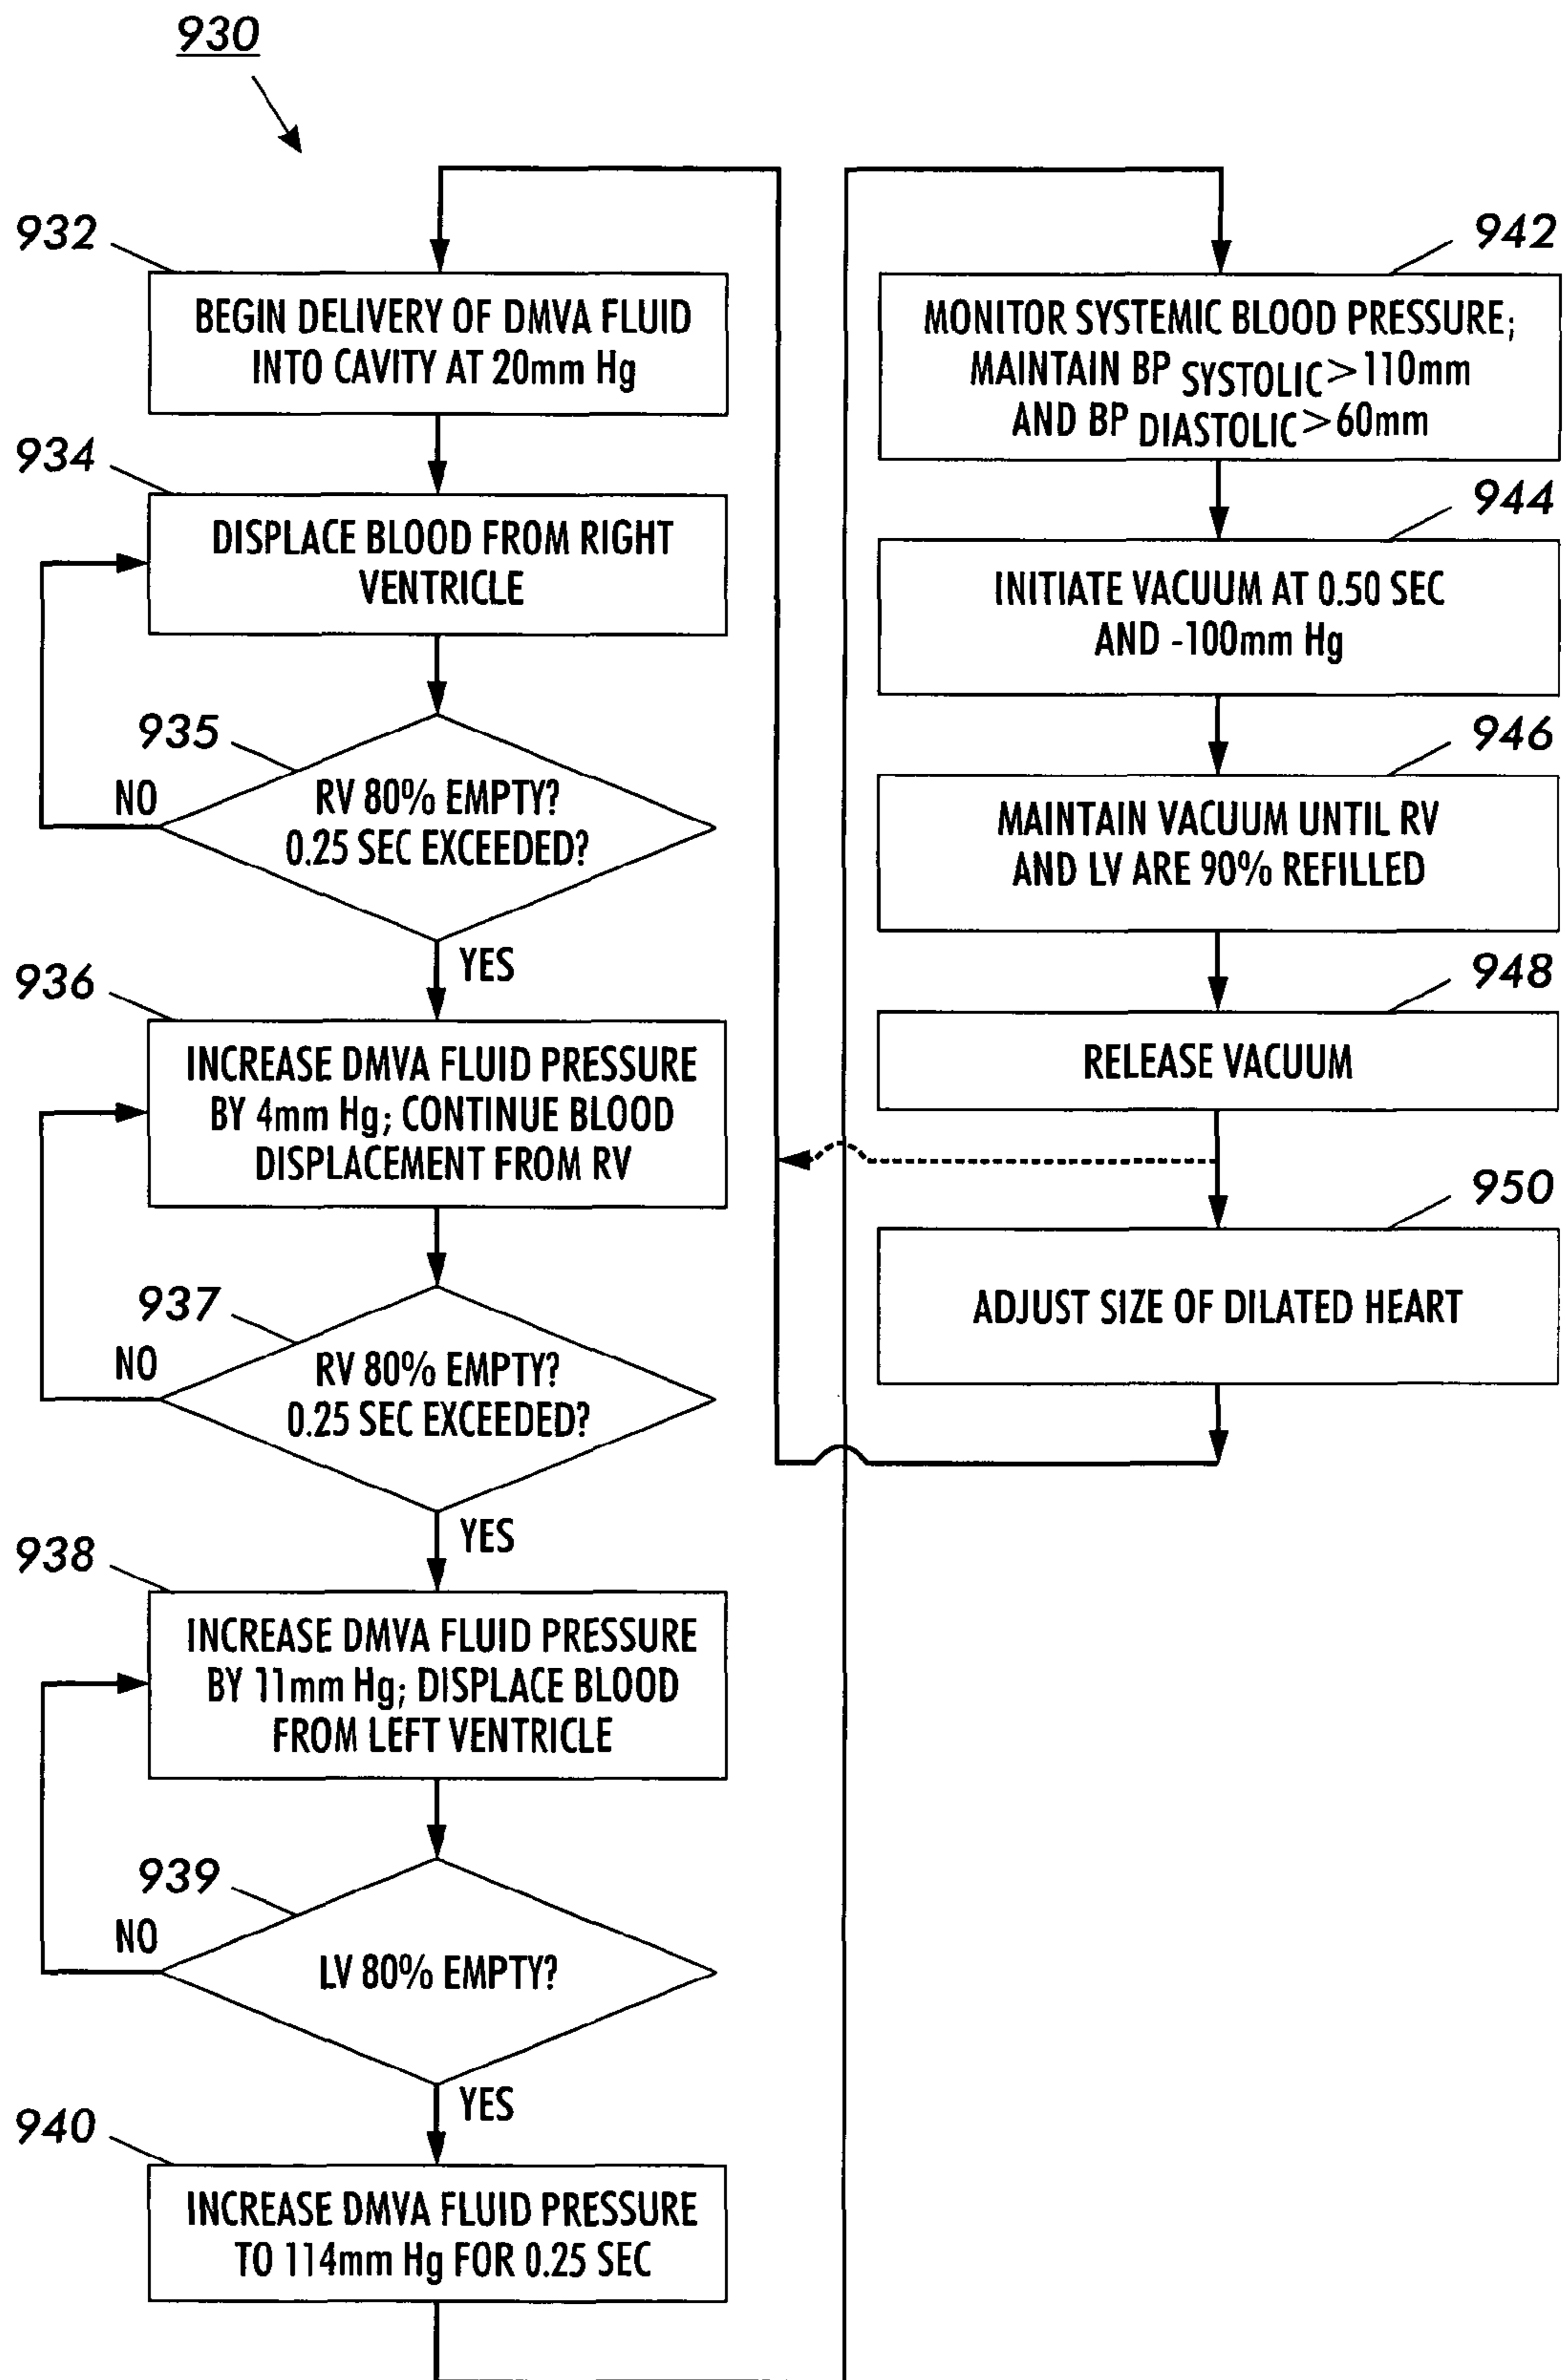 930
932
BEGIN DELIVERY OF DMVA FLUID
INTO CAVITY AT 20mm Hg
934
DISPLACE BLOOD FROM RIGHT
VENTRICLE
935
NO
RV 80% EMPTY?
0.25 SEC EXCEEDED?
YES
936
INCREASE DMVA FLUID PRESSURE
BY 4mm Hg; CONTINUE BLOOD
DISPLACEMENT FROM RV
937
NO
RV 80% EMPTY?
0.25 SEC EXCEEDED?
YES
938
INCREASE DMVA FLUID PRESSURE
BY 11mm Hg; DISPLACE BLOOD
FROM LEFT VENTRICLE
939
NO
LV 80% EMPTY?
YES
940
INCREASE DMVA FLUID PRESSURE
TO 114mm Hg FOR 0.25 SEC
942
MONITOR SYSTEMIC BLOOD PRESSURE;
MAINTAIN BP SYSTOLIC > 110mm
AND BP DIASTOLIC > 60mm
944
INITIATE VACUUM AT 0.50 SEC
AND -100mm Hg
946
MAINTAIN VACUUM UNTIL RV
AND LV ARE 90% REFILLED
948
RELEASE VACUUM
950
ADJUST SIZE OF DILATED HEART